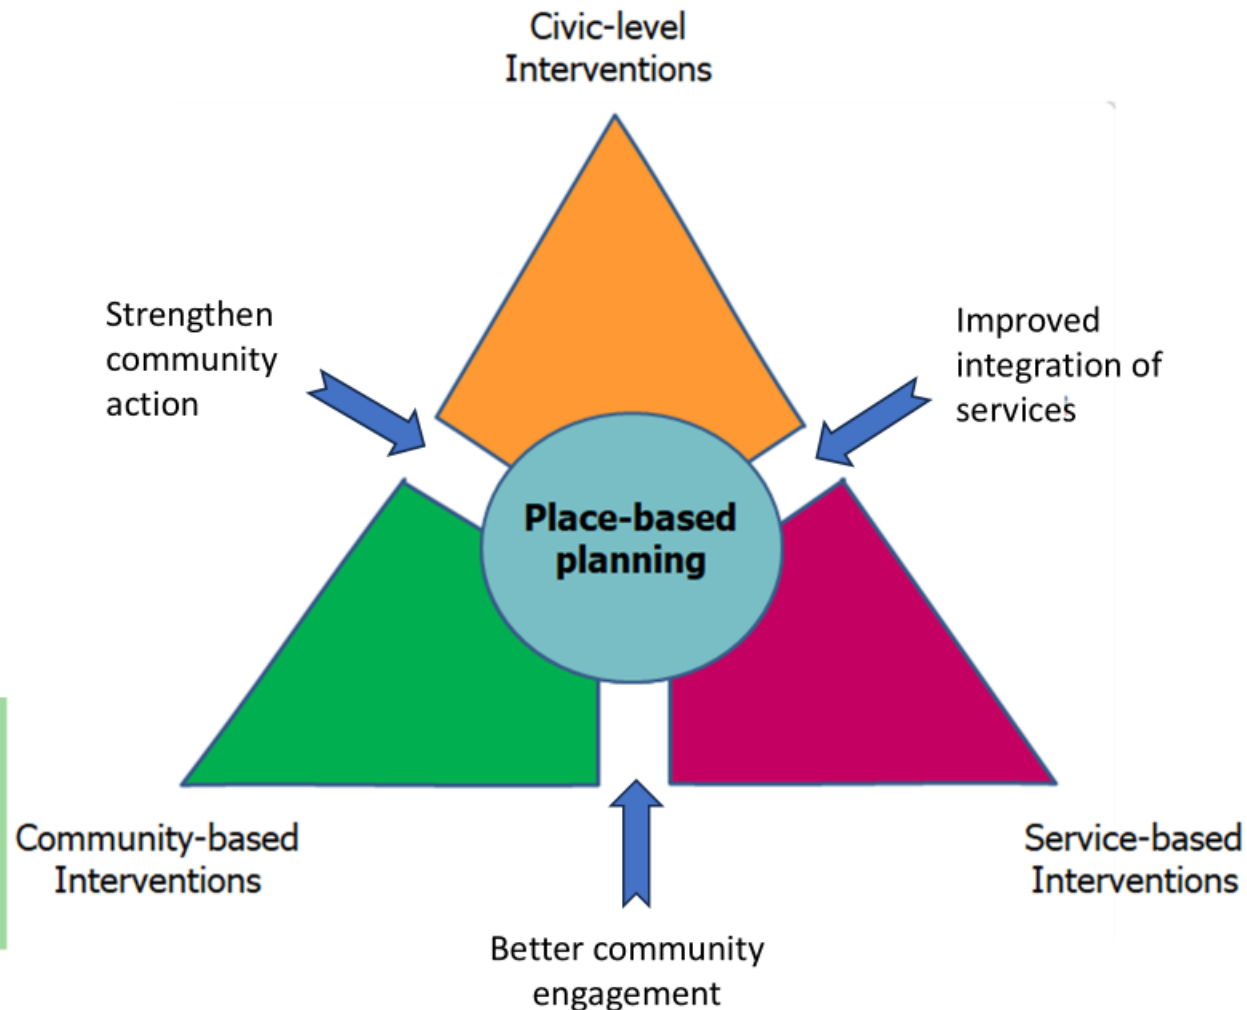 Civic-level
Interventions
Strengthen
community
action
Improved
integration of
services
Place-based
planning
Community-based
Interventions
Service-based
Interventions
Better community
engagement